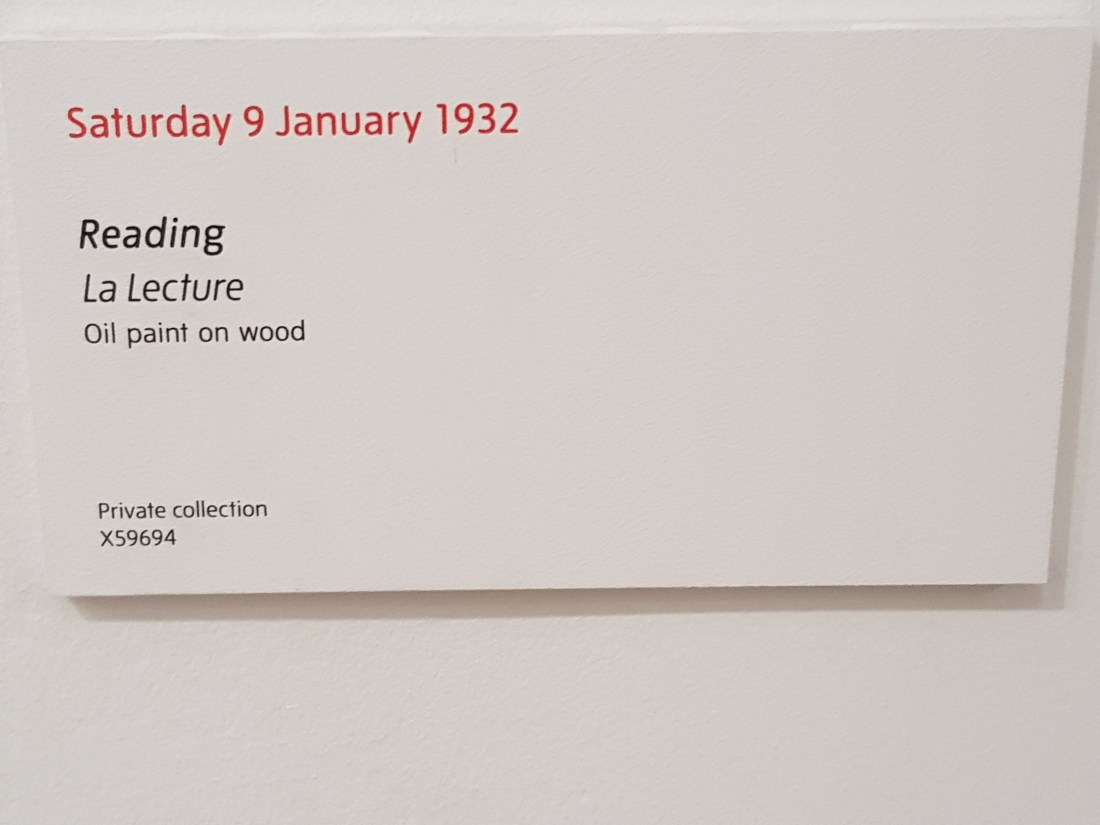 Saturday 9 January 1932
Reading
La Lecture
Oil paint on wood
Private collection
X59694